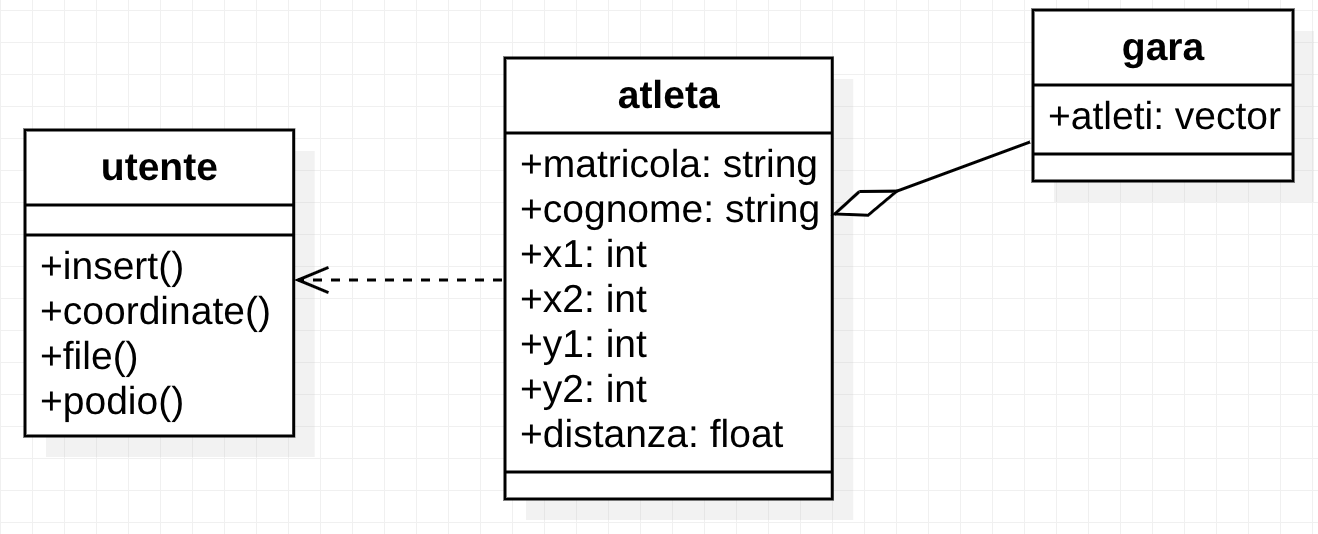 utente
+insert()
+coordinate()
+file()
+podio()
atleta
+matricola: string
+cognome: string
+x1: int
+x2: int
+y1: int
+y2: int
+distanza: float
gara
+atleti: vector